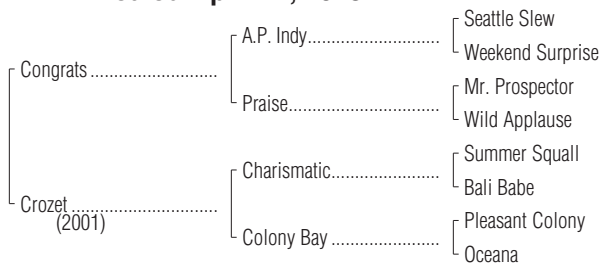 Seattle Slew
A.P. Indy
Weekend Surprise
Congrats
Mr. Prospector
Praise
Wild Applause
Summer Squall
Charismatic
Bali Babe
Crozet
(2001)
Pleasant Colony
Colony Bay
Oceana